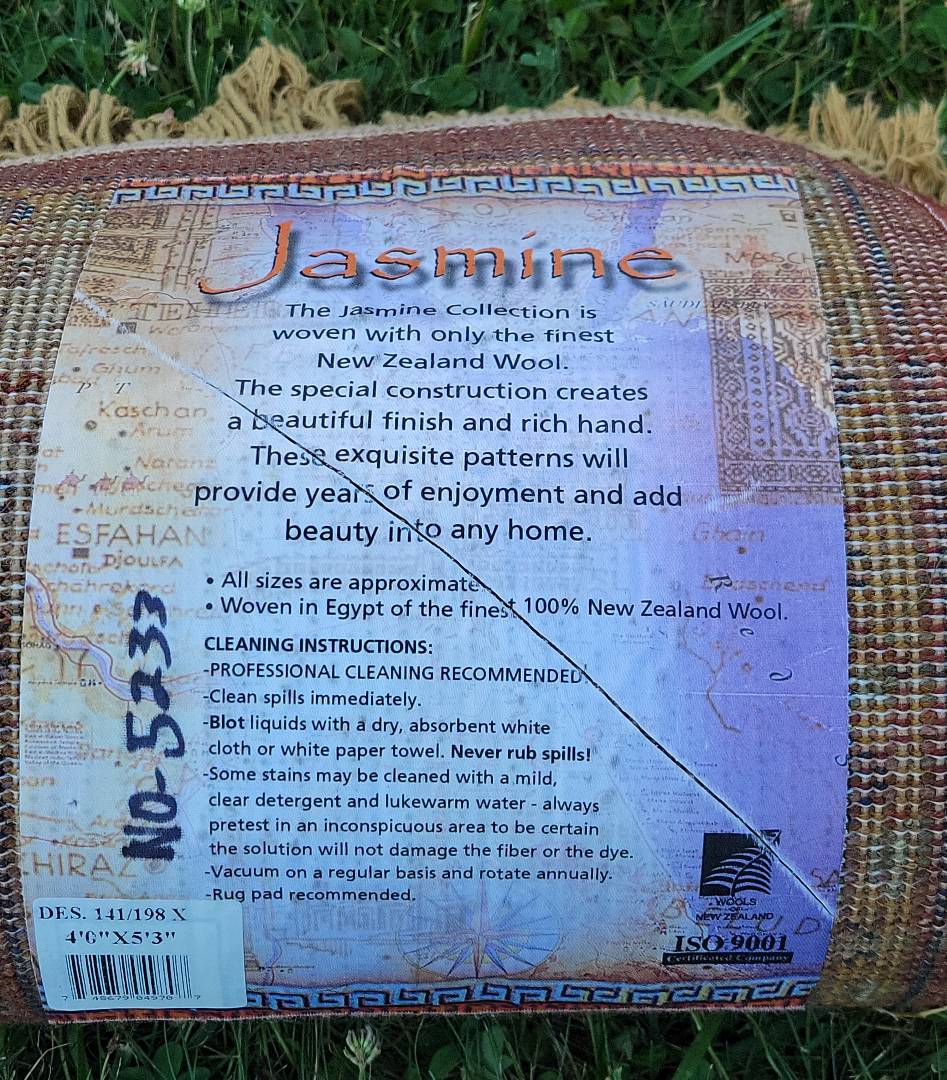 Jasmine
The Jasmine Collection is
woven with only the finest
New Zealand Wool.
The special construction creates
a beautiful finish and rich hand.
These exquisite patterns will
provide years of enjoyment and add
beauty into any home.
• All sizes are approximate.
• Woven in Egypt of the finest 100% New Zealand Wool.
CLEANING INSTRUCTIONS:
-PROFESSIONAL CLEANING RECOMMENDED
-Clean spills immediately.
-Blot liquids with a dry, absorbent white
cloth or white paper towel. Never rub spills!
-Some stains may be cleaned with a mild,
clear detergent and lukewarm water - always
pretest in an inconspicuous area to be certain
the solution will not damage the fiber or the dye.
-Vacuum on a regular basis and rotate annually.
-Rug pad recommended.
NO-5233
Kaschan
Arum
Natanz
ESFAHAN
DJOULFA
HIRAZ
WOOLS
OF
NEW ZEALAND
ISO 9001
Certificated Company
DES. 141/198 X
4'0"X5'3"